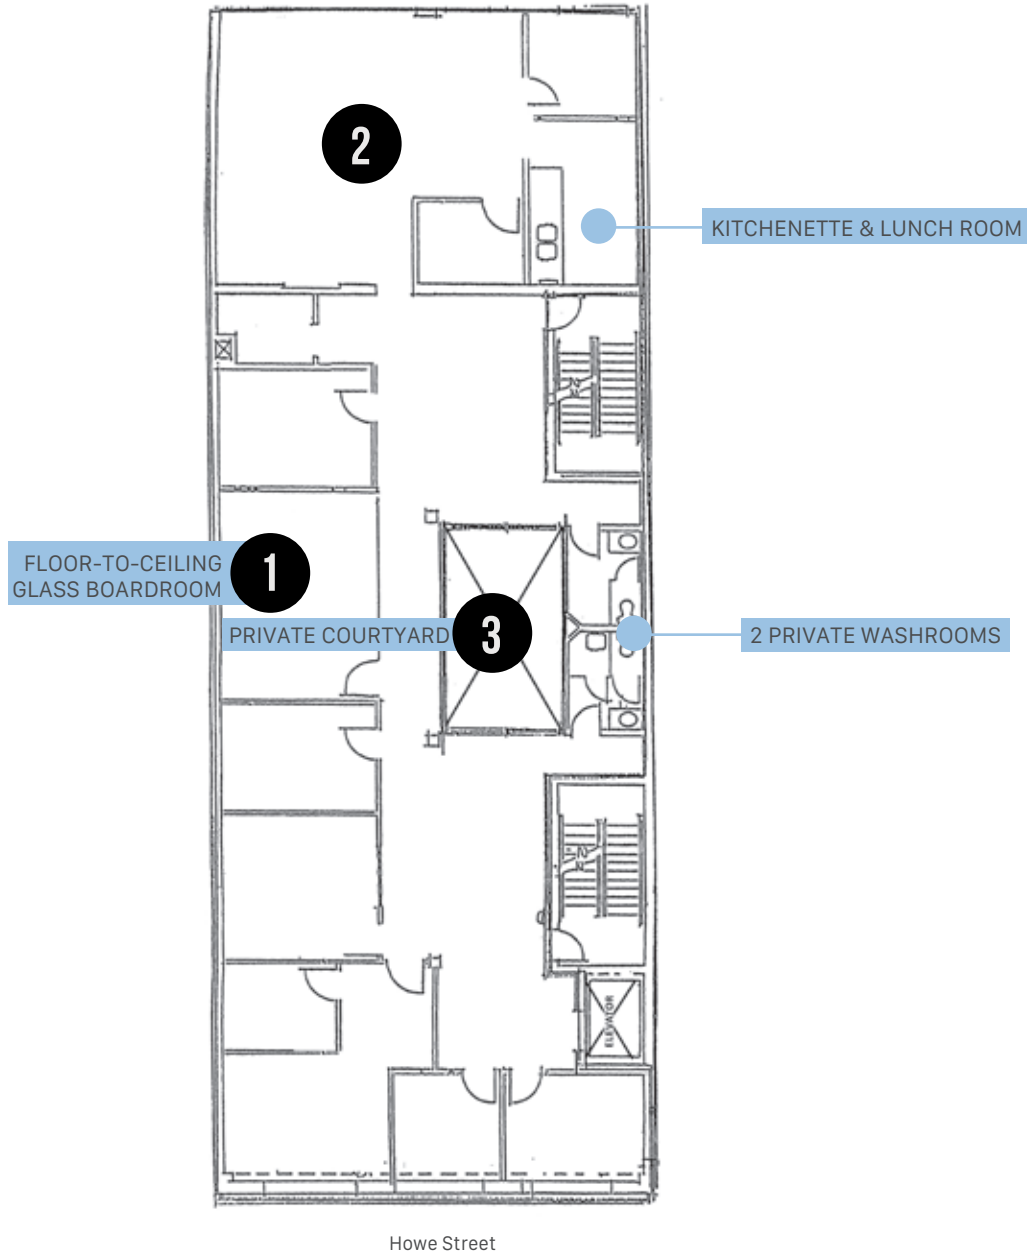 2
KITCHENETTE & LUNCH ROOM
FLOOR-TO-CEILING
GLASS BOARDROOM
1
PRIVATE COURTYARD
3
2 PRIVATE WASHROOMS
ELEVATOR
Howe Street